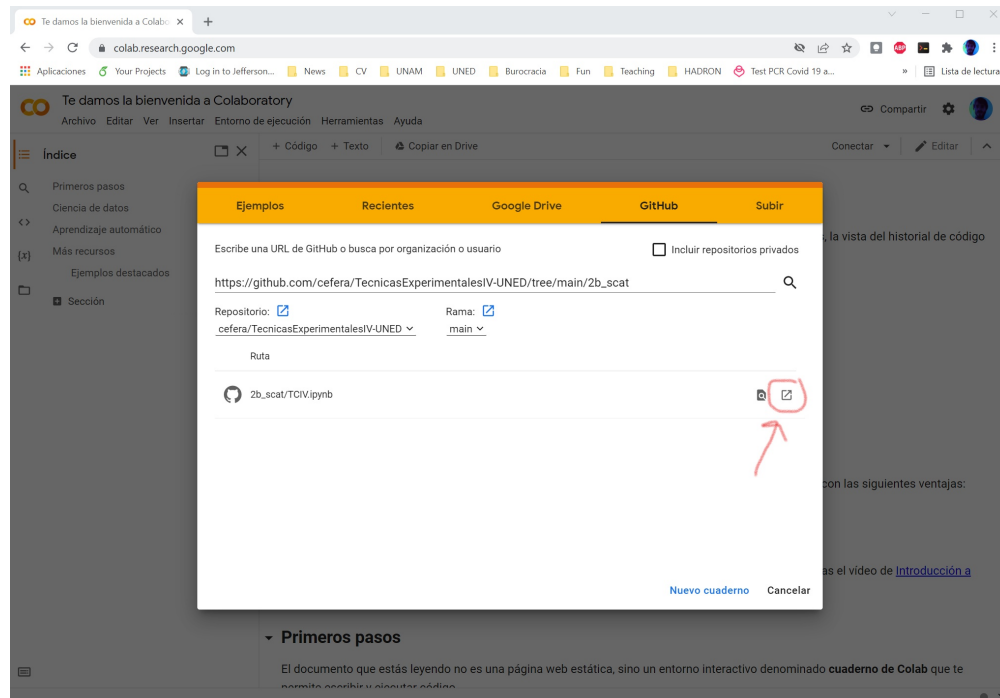 CO Te damos la bienvenida a Colabo
colab.research.google.com
Aplicaciones Your Projects Log in to Jefferson... News CV UNAM UNED Burocracia Fun Teaching HADRON Test PCR Covid 19 a... » Lista de lectura
ABP
CO Te damos la bienvenida a Colaboratory
Archivo Editar Ver Insertar Entorno de ejecución Herramientas Ayuda
Compartir
Índice
+ Código + Texto Copiar en Drive
Conectar Editar
Primeros pasos
Ciencia de datos
Aprendizaje automático
Más recursos
Ejemplos destacados
Sección
<>
{x}
Ejemplos Recientes Google Drive GitHub Subir
Escribe una URL de GitHub o busca por organización o usuario
Incluir repositorios privados
https://github.com/cefera/TecnicasExperimentalesIV-UNED/tree/main/2b_scat
Repositorio: Rama:
cefera/TecnicasExperimentalesIV-UNED main
Ruta
2b_scat/TCIV.ipynb
Nuevo cuaderno Cancelar
, la vista del historial de código
con las siguientes ventajas:
as el vídeo de Introducción a
Primeros pasos
El documento que estás leyendo no es una página web estática, sino un entorno interactivo denominado cuaderno de Colab que te
permite escribir y ejecutar código.